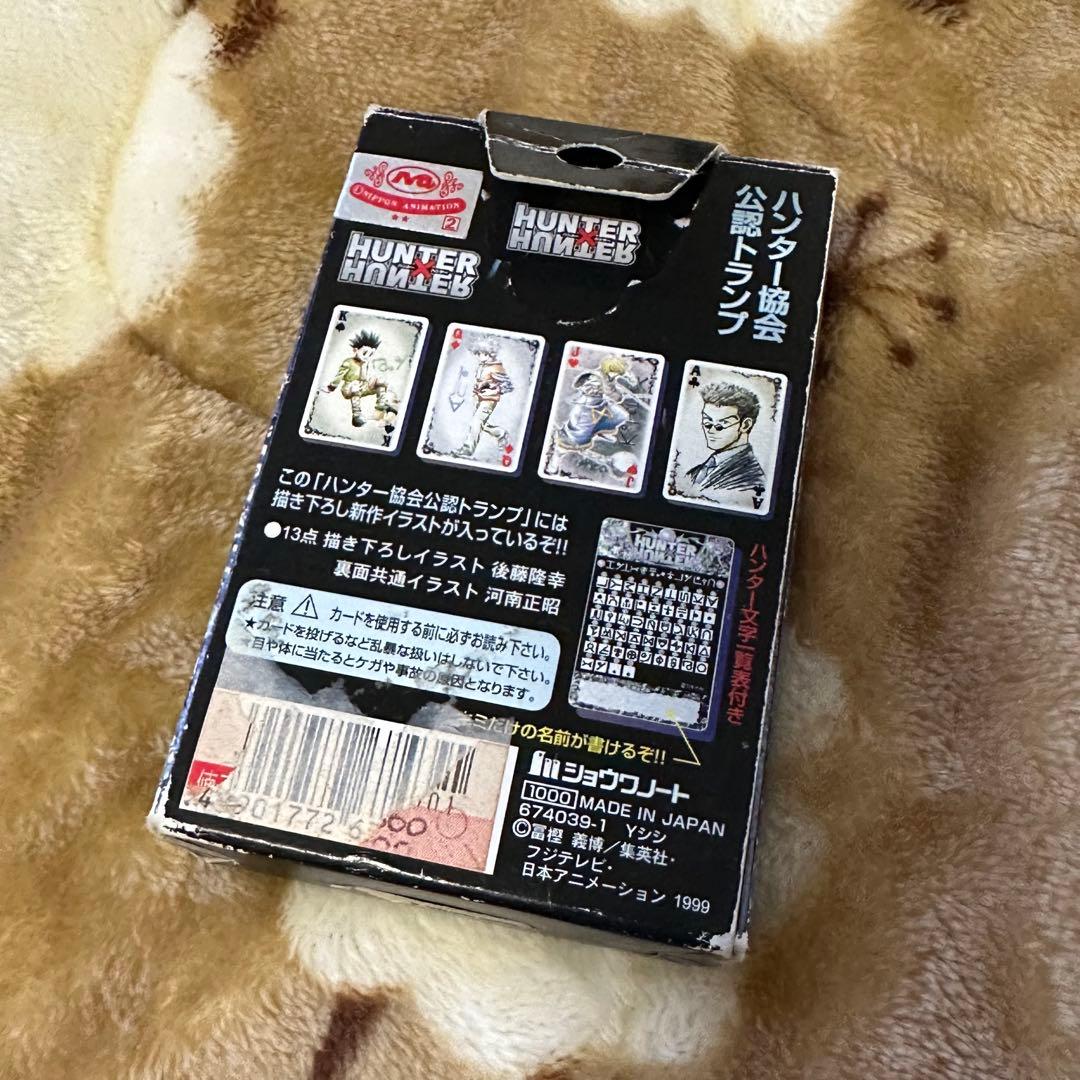 NIPPON ANIMATION
2
HUNTER
×
HUNTER
HUNTER
×
HUNTER
ハンター協会
公認トランプ
K
K
Q
Q
J
J
A
A
この「ハンター協会公認トランプ」には
描き下ろし新作イラストが入っているぞ!!
●13点 描き下ろしイラスト 後藤隆幸
裏面共通イラスト 河南正昭
HUNTER
HUNTER
ハンター文字一覧表付き
注意 ⚠ カードを使用する前に必ずお読み下さい。
★カードを投げるなど乱暴な扱いはしないで下さい。
目や体に当たるとケガや事故の原因となります。
キミだけの名前が書けるぞ!!
ショウワノート
1000 MADE IN JAPAN
674039-1 Yシシ
©冨樫 義博／集英社・
フジテレビ・
日本アニメーション 1999